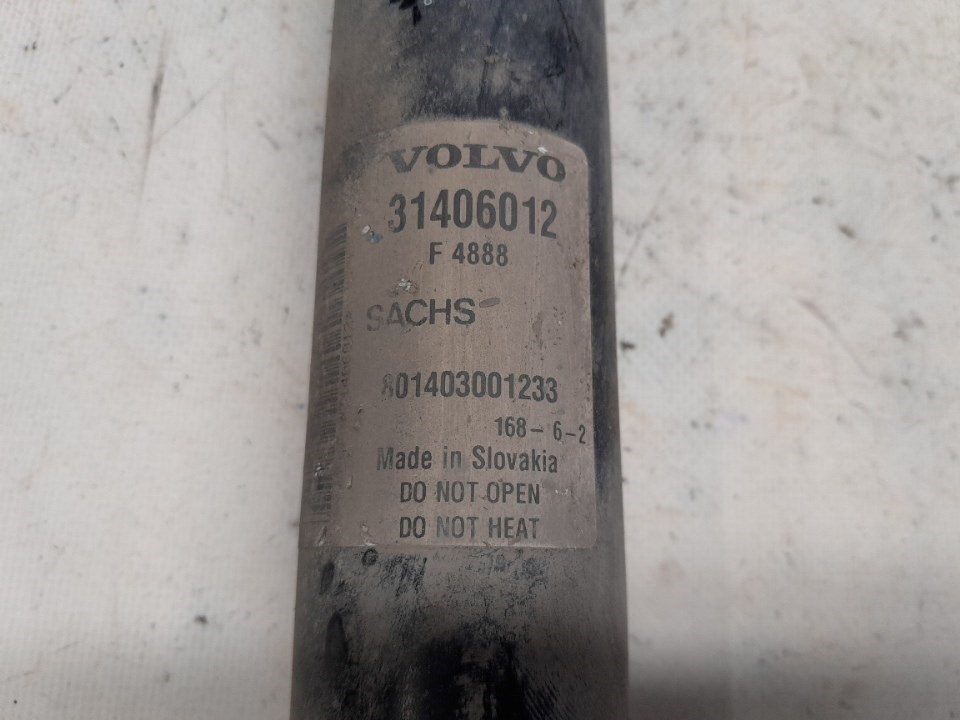 VOLVO
31406012
F 4888
SACHS
801403001233
168-6-2
Made in Slovakia
DO NOT OPEN
DO NOT HEAT